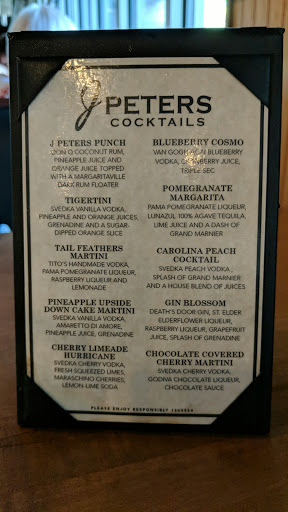 J PETERS
COCKTAILS
J PETERS PUNCH
DON Q COCONUT RUM,
PINEAPPLE JUICE AND
ORANGE JUICE TOPPED
WITH A MARGARITAVILLE
DARK RUM FLOATER
TIGERTINI
SVEDKA VANILLA VODKA,
PINEAPPLE AND ORANGE JUICES,
GRENADINE AND A SUGAR-
DIPPED ORANGE SLICE
TAIL FEATHERS
MARTINI
TITO'S HANDMADE VODKA,
PAMA POMEGRANATE LIQUEUR,
RASPBERRY LIQUEUR AND
LEMONADE
PINEAPPLE UPSIDE
DOWN CAKE MARTINI
SVEDKA VANILLA VODKA,
AMARETTO DI AMORE,
PINEAPPLE JUICE, GRENADINE
CHERRY LIMEADE
HURRICANE
SVEDKA CHERRY VODKA,
FRESH SQUEEZED LIMES,
MARASCHINO CHERRIES,
LEMON-LIME SODA
BLUEBERRY COSMO
VAN GOGH ACAI BLUEBERRY
VODKA, CRANBERRY JUICE,
TRIPLE SEC
POMEGRANATE
MARGARITA
PAMA POMEGRANATE LIQUEUR,
LUNAZUL 100% AGAVE TEQUILA,
LIME JUICE AND A DASH OF
GRAND MARNIER
CAROLINA PEACH
COCKTAIL
SVEDKA PEACH VODKA,
SPLASH OF GRAND MARNIER
AND A HOUSE BLEND OF JUICES
GIN BLOSSOM
DEATH'S DOOR GIN, ST. ELDER
ELDERFLOWER LIQUEUR,
RASPBERRY LIQUEUR, GRAPEFRUIT
JUICE, SPLASH OF GRENADINE
CHOCOLATE COVERED
CHERRY MARTINI
SVEDKA CHERRY VODKA,
GODIVA CHOCOLATE LIQUEUR,
CHOCOLATE SAUCE
PLEASE ENJOY RESPONSIBLY